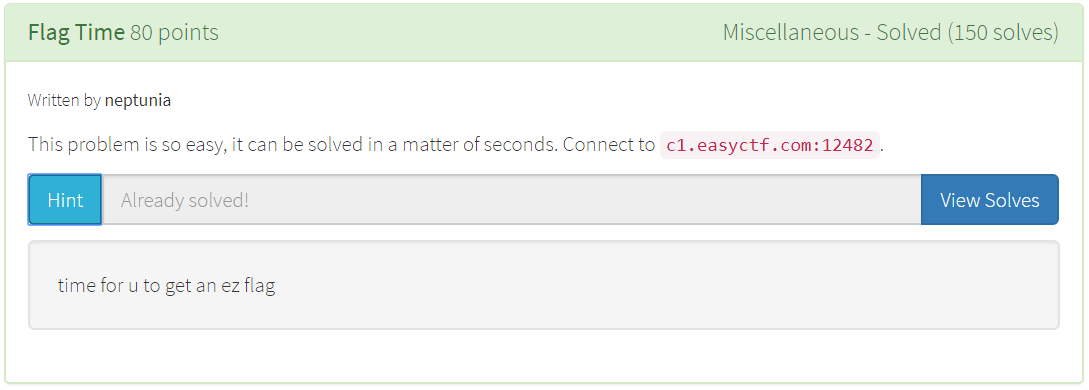 Flag Time 80 points
Miscellaneous - Solved (150 solves)
Written by neptunia
This problem is so easy, it can be solved in a matter of seconds. Connect to c1.easyctf.com:12482.
Hint
Already solved!
View Solves
time for u to get an ez flag